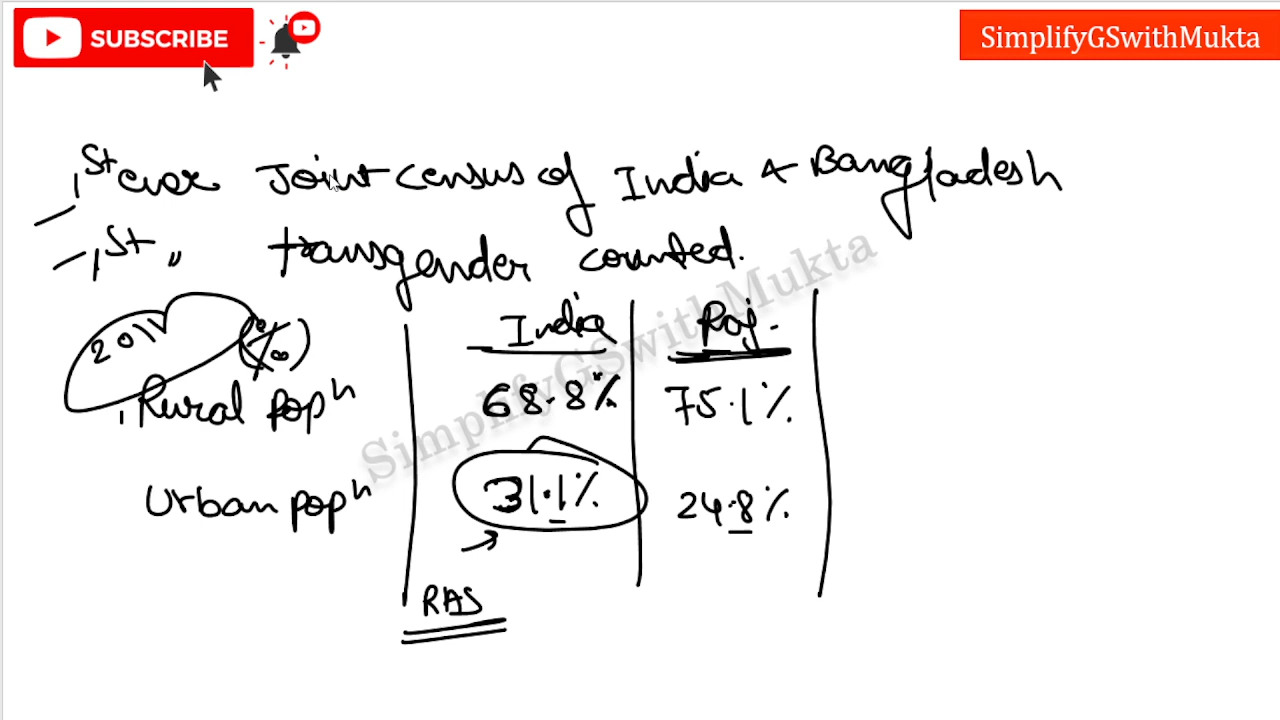 SUBSCRIBE
SimplifyGSwithMukta
1st ever Joint census of India & Bangladesh
1st " transgender counted.
India Raj.
2011 (%)
Rural popn 68.8% 75.1%
Urban popn 31.1% 24.8%
RAS
SimplifyGSwithMukta